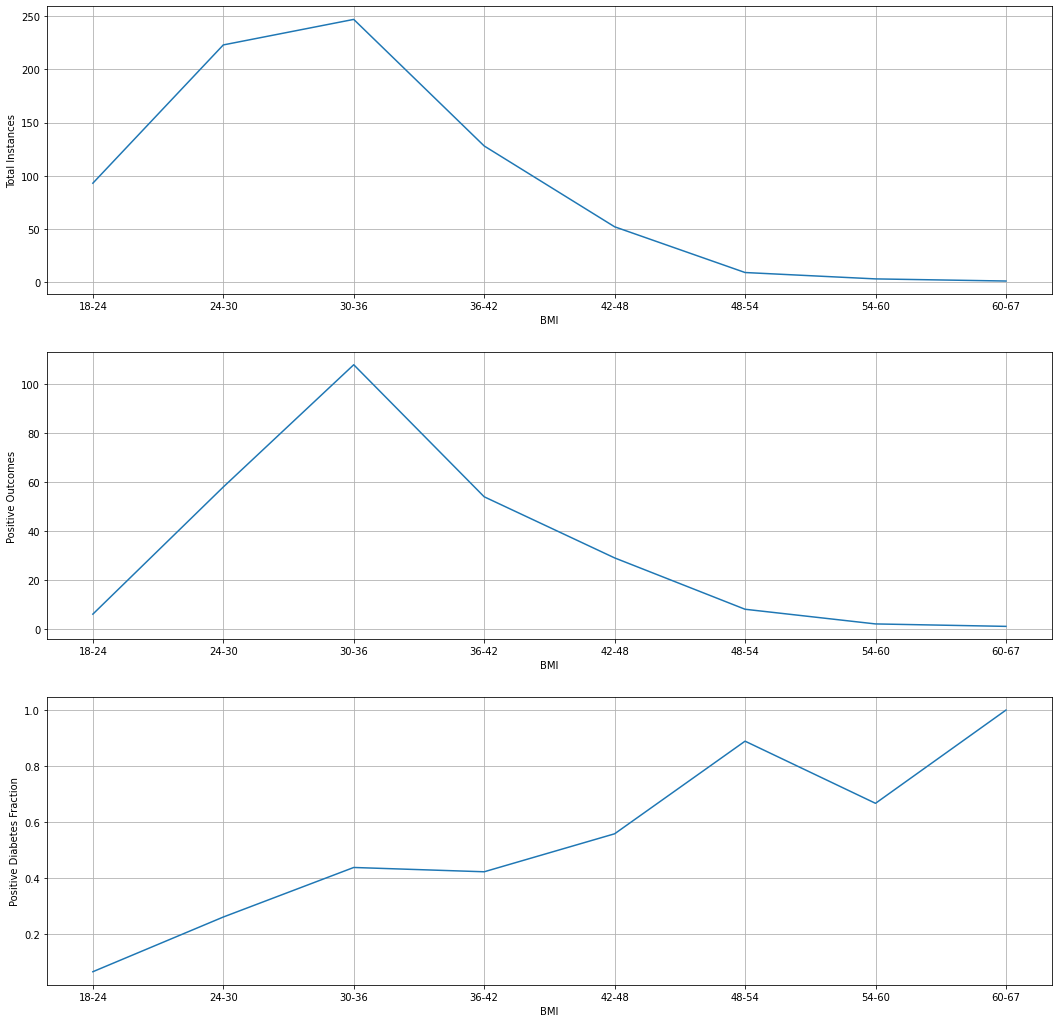 250
200
150
100
50
0
Total Instances
18-24 24-30 30-36 36-42 42-48 48-54 54-60 60-67
BMI
100
80
60
40
20
0
Positive Outcomes
18-24 24-30 30-36 36-42 42-48 48-54 54-60 60-67
BMI
1.0
0.8
0.6
0.4
0.2
Positive Diabetes Fraction
18-24 24-30 30-36 36-42 42-48 48-54 54-60 60-67
BMI